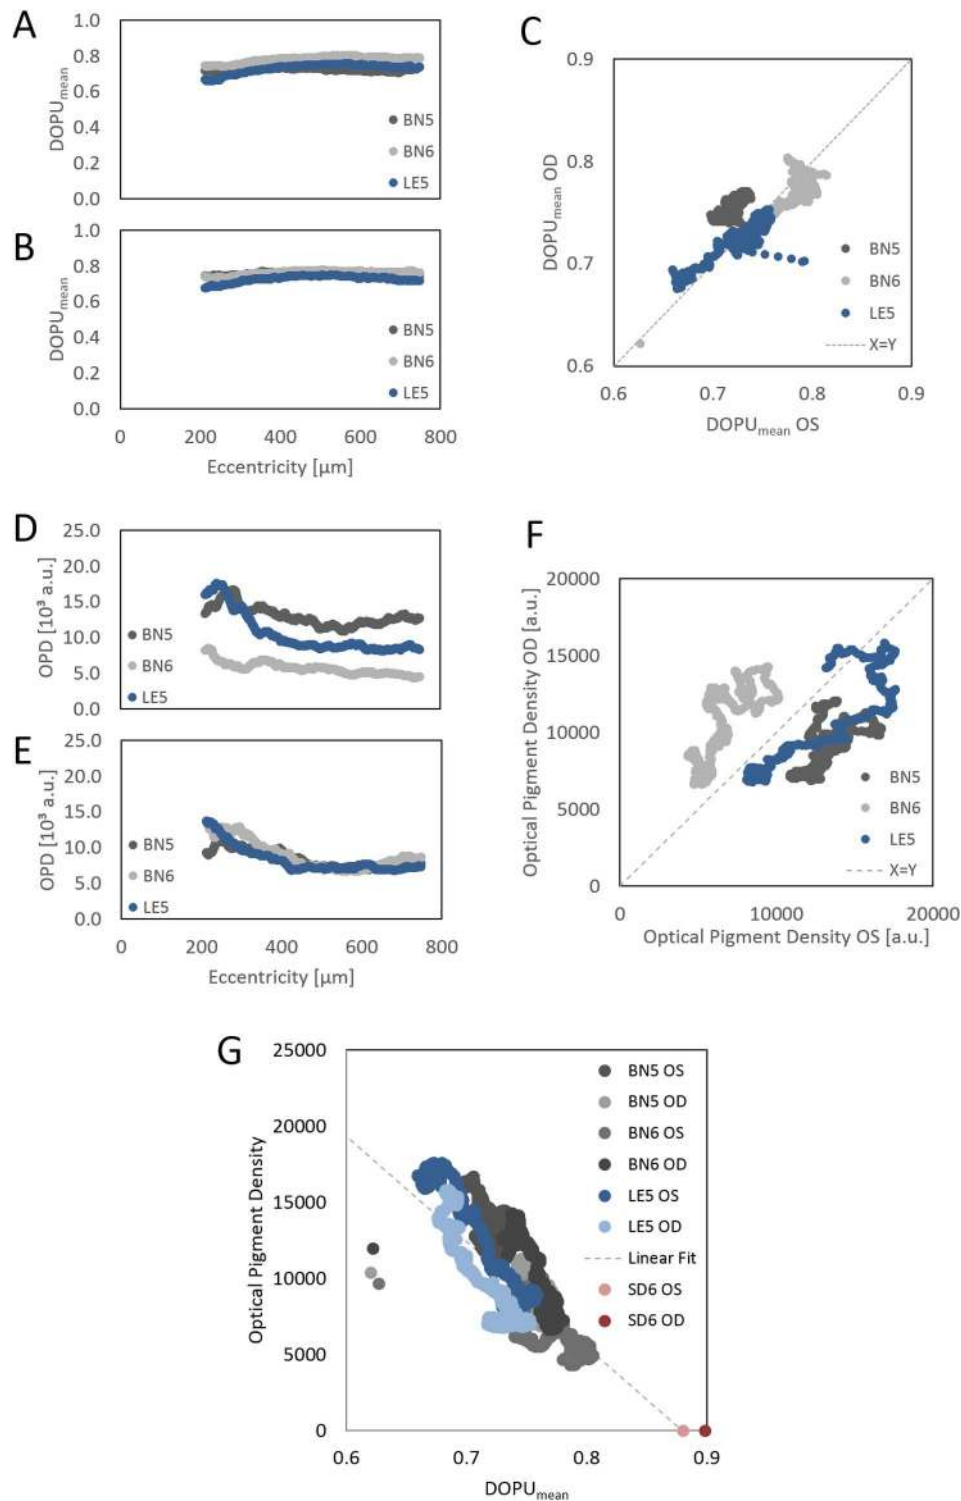 A
1.0
0.8
0.6
0.4
0.2
0.0
DOPUmean
BN5
BN6
LE5
B
1.0
0.8
0.6
0.4
0.2
0.0
DOPUmean
BN5
BN6
LE5
0 200 400 600 800
Eccentricity [µm]
C
0.9
0.8
0.7
0.6
DOPUmean OD
BN5
BN6
LE5
X=Y
0.6 0.7 0.8 0.9
DOPUmean OS
D
25.0
20.0
15.0
10.0
5.0
0.0
OPD [10³ a.u.]
BN5
BN6
LE5
E
25.0
20.0
15.0
10.0
5.0
0.0
OPD [10³ a.u.]
BN5
BN6
LE5
0 200 400 600 800
Eccentricity [µm]
F
20000
15000
10000
5000
0
Optical Pigment Density OD [a.u.]
BN5
BN6
LE5
X=Y
0 10000 20000
Optical Pigment Density OS [a.u.]
G
25000
20000
15000
10000
5000
0
Optical Pigment Density
BN5 OS
BN5 OD
BN6 OS
BN6 OD
LE5 OS
LE5 OD
Linear Fit
SD6 OS
SD6 OD
0.6 0.7 0.8 0.9
DOPUmean